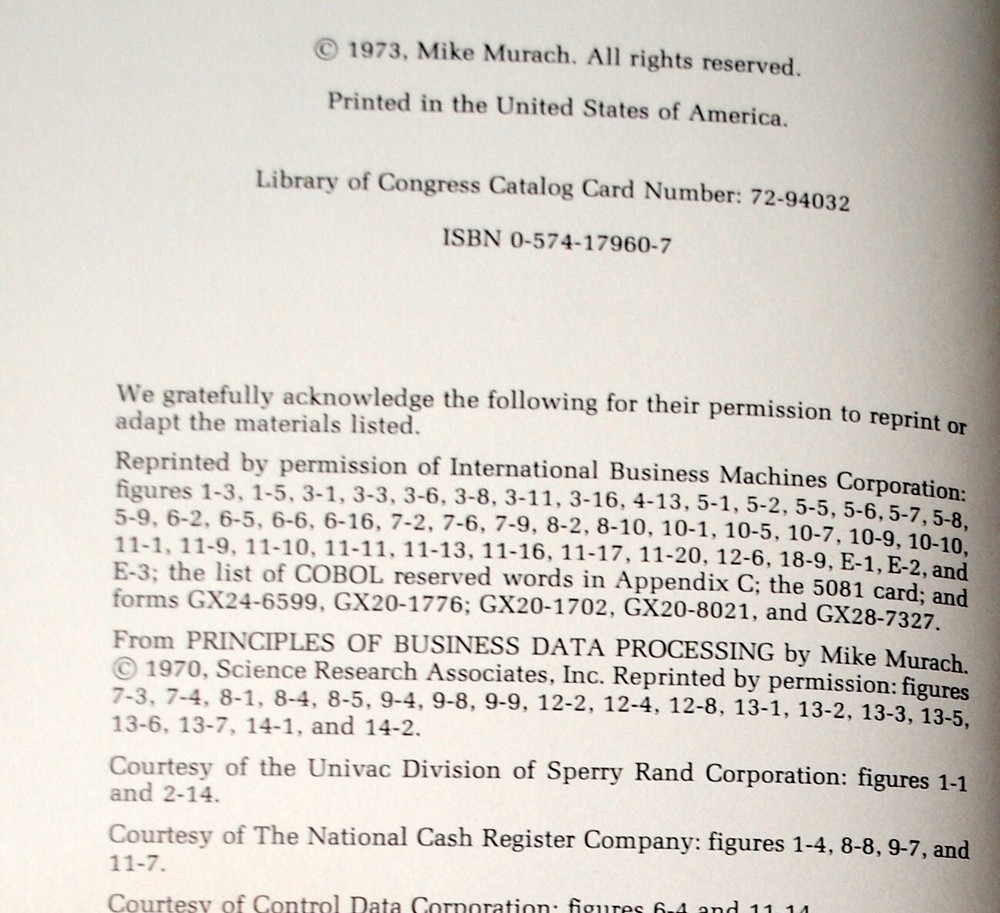 © 1973, Mike Murach. All rights reserved.
Printed in the United States of America.
Library of Congress Catalog Card Number: 72-94032
ISBN 0-574-17960-7
We gratefully acknowledge the following for their permission to reprint or
adapt the materials listed.
Reprinted by permission of International Business Machines Corporation:
figures 1-3, 1-5, 3-1, 3-3, 3-6, 3-8, 3-11, 3-16, 4-13, 5-1, 5-2, 5-5, 5-6, 5-7, 5-8,
5-9, 6-2, 6-5, 6-6, 6-16, 7-2, 7-6, 7-9, 8-2, 8-10, 10-1, 10-5, 10-7, 10-9, 10-10,
11-1, 11-9, 11-10, 11-11, 11-13, 11-16, 11-17, 11-20, 12-6, 18-9, E-1, E-2, and
E-3; the list of COBOL reserved words in Appendix C; the 5081 card; and
forms GX24-6599, GX20-1776; GX20-1702, GX20-8021, and GX28-7327.
From PRINCIPLES OF BUSINESS DATA PROCESSING by Mike Murach.
© 1970, Science Research Associates, Inc. Reprinted by permission: figures
7-3, 7-4, 8-1, 8-4, 8-5, 9-4, 9-8, 9-9, 12-2, 12-4, 12-8, 13-1, 13-2, 13-3, 13-5,
13-6, 13-7, 14-1, and 14-2.
Courtesy of the Univac Division of Sperry Rand Corporation: figures 1-1
and 2-14.
Courtesy of The National Cash Register Company: figures 1-4, 8-8, 9-7, and
11-7.
Courtesy of Control Data Corporation: figures 6-4 and 11-14